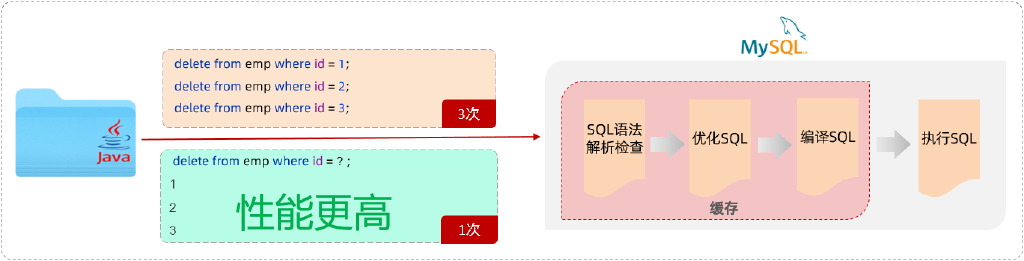 MySQL
delete from emp where id = 1;
delete from emp where id = 2;
delete from emp where id = 3;
3次
Java
delete from emp where id = ? ;
1
2
3
性能更高
1次
SQL语法
解析检查
优化SQL
编译SQL
执行SQL
缓存